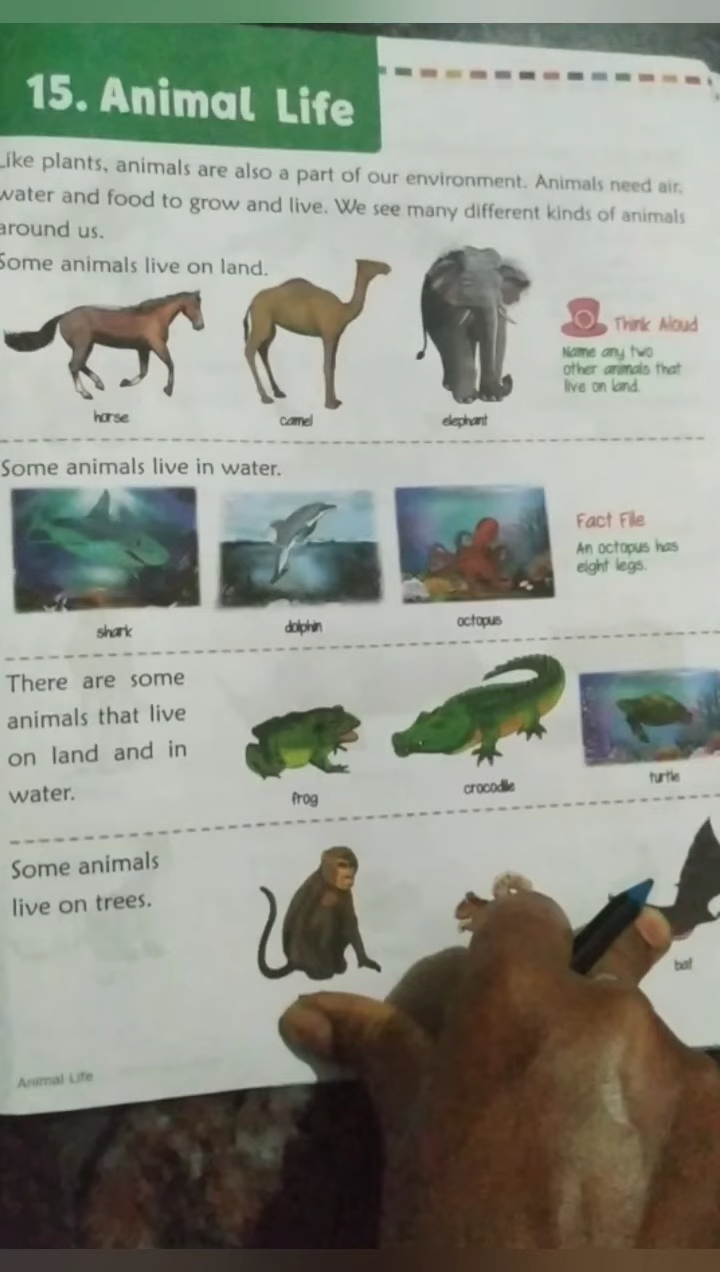 15. Animal Life
Like plants, animals are also a part of our environment. Animals need air,
water and food to grow and live. We see many different kinds of animals
around us.
Some animals live on land.
Think Aloud
Name any two
other animals that
live on land.
horse
camel
elephant
Some animals live in water.
Fact File
An octopus has
eight legs.
shark
dolphin
octopus
There are some
animals that live
on land and in
water.
frog
crocodile
turtle
Some animals
live on trees.
bat
Animal Life